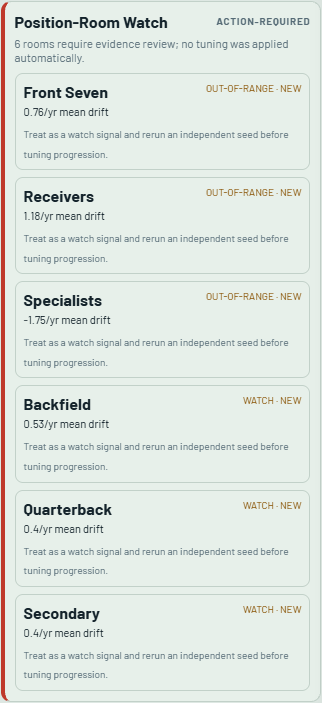 Position-Room Watch ACTION-REQUIRED
6 rooms require evidence review; no tuning was applied
automatically.
Front Seven OUT-OF-RANGE · NEW
0.76/yr mean drift
Treat as a watch signal and rerun an independent seed before
tuning progression.
Receivers OUT-OF-RANGE · NEW
1.18/yr mean drift
Treat as a watch signal and rerun an independent seed before
tuning progression.
Specialists OUT-OF-RANGE · NEW
-1.75/yr mean drift
Treat as a watch signal and rerun an independent seed before
tuning progression.
Backfield WATCH · NEW
0.53/yr mean drift
Treat as a watch signal and rerun an independent seed before
tuning progression.
Quarterback WATCH · NEW
0.4/yr mean drift
Treat as a watch signal and rerun an independent seed before
tuning progression.
Secondary WATCH · NEW
0.4/yr mean drift
Treat as a watch signal and rerun an independent seed before
tuning progression.